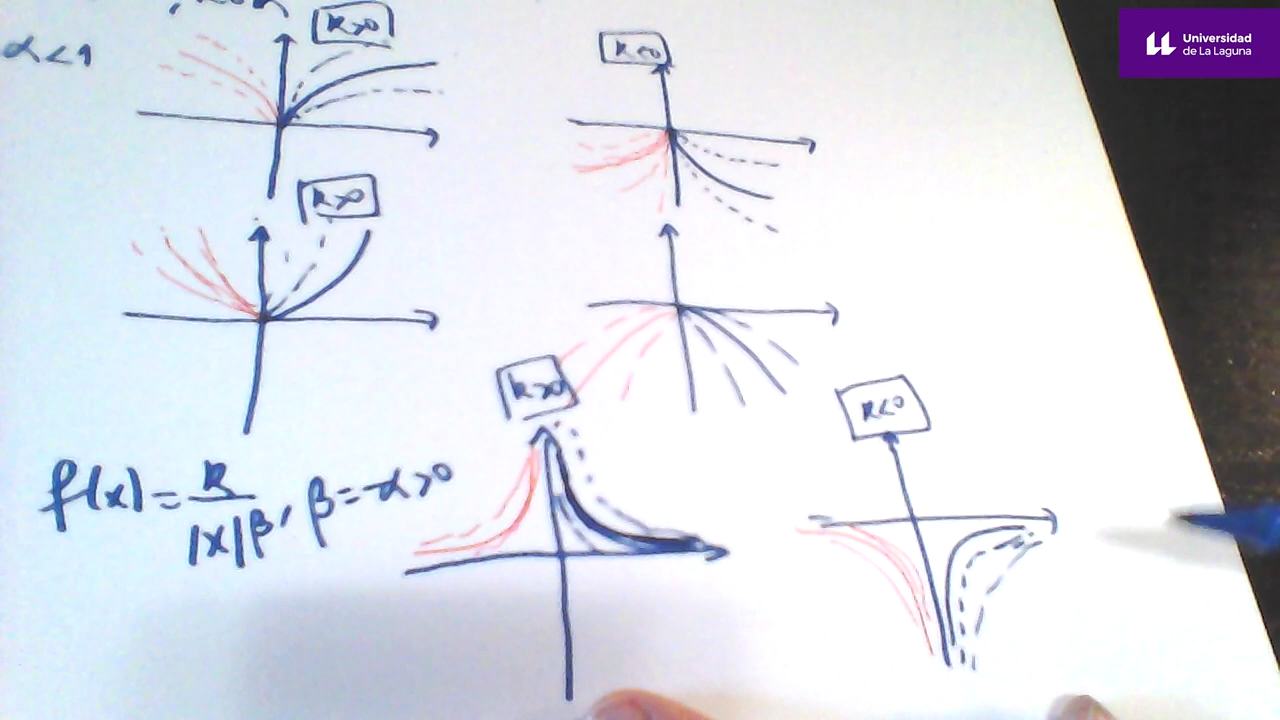 α<1
k>0
k<0
Universidad
de La Laguna
k>0
k>0
k<0
f(x)=k/|x|β, β=-α>0